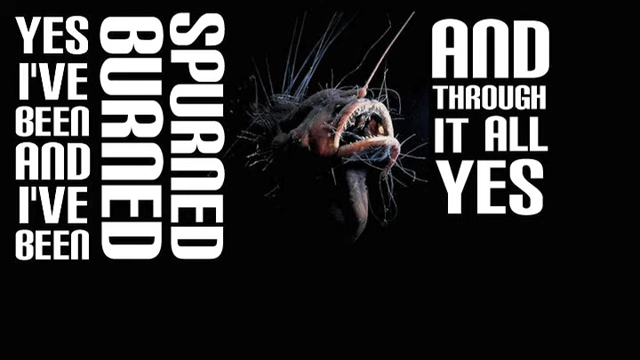 YES
I'VE
BEEN
AND
I'VE
BEEN
BURNED
SPURNED
AND
THROUGH
IT ALL
YES